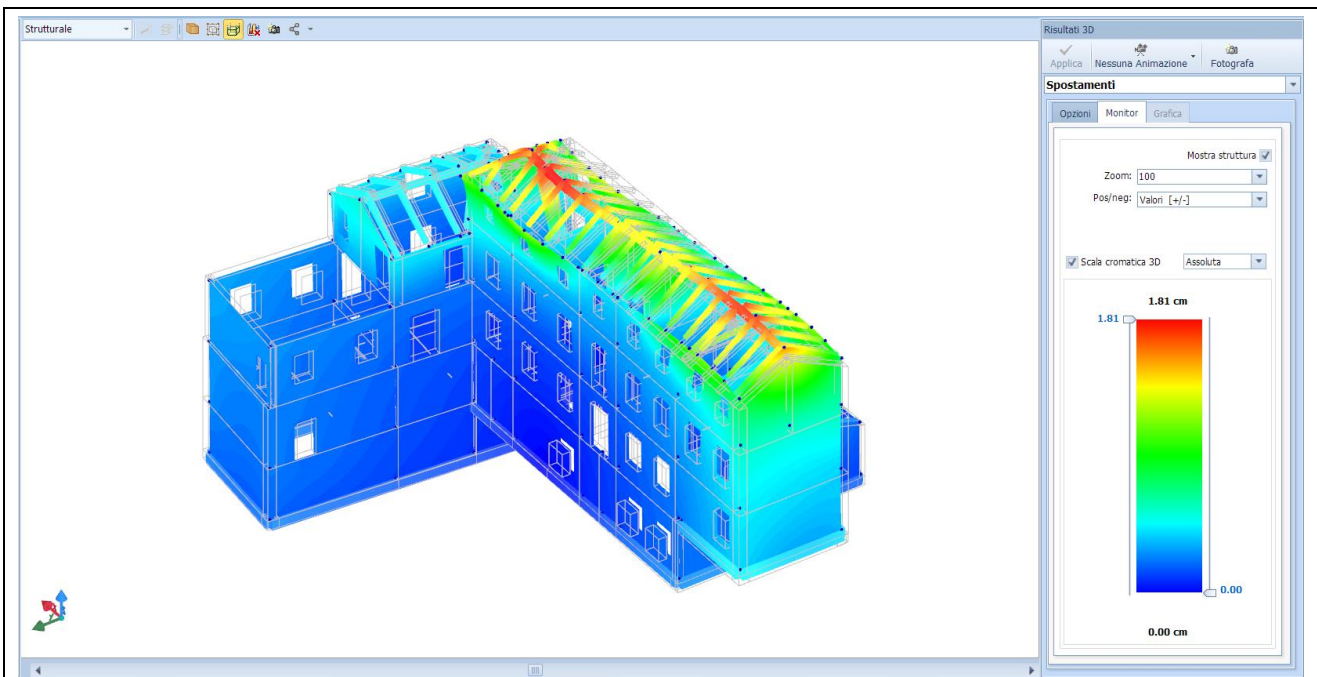 Strutturale
Risultati 3D
Applica
Nessuna Animazione
Fotografa
Spostamenti
Opzioni
Monitor
Grafica
Mostra struttura
Zoom: 100
Pos/neg: Valori [+/-]
Scala cromatica 3D Assoluta
1.81 cm
1.81
0.00
0.00 cm